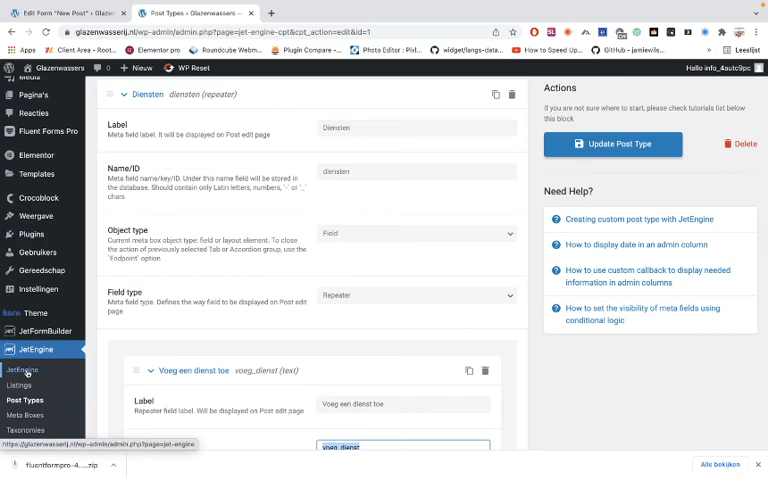 Edit Form "New Post" ‹ Glazen
Post Types ‹ Glazenwassers —
glazenwasserij.nl/wp-admin/admin.php?page=jet-engine-cpt&cpt_action=edit&id=1
Apps
Client Area - Root...
Elementor pro
Roundcube Webm...
Plugin Compare -...
Photo Editor : Pixl...
widget/langs-data...
How to Speed Up...
GitHub - jamiewils...
Leeslijst
Glazenwassers
0
Nieuw
WP Reset
Hallo info_4autc9pc
Media
Pagina's
Reacties
Fluent Forms Pro
Elementor
Templates
Crocoblock
Weergave
Plugins
Gebruikers
Gereedschap
Instellingen
Theme
JetFormBuilder
JetEngine
JetEngine
Listings
Post Types
Meta Boxes
Taxonomies
Diensten diensten (repeater)
Label
Meta field label. It will be displayed on Post edit page
Diensten
Name/ID
Meta field name/key/ID. Under this name field will be stored in
the database. Should contain only Latin letters, numbers, `-` or `_`
chars
diensten
Object type
Current meta box object type: field or layout element. To close
the action of previously selected Tab or Accordion group, use the
"Endpoint" option
Field
Field type
Meta field type. Defines the way field to be displayed on Post edit
page
Repeater
Voeg een dienst toe voeg_dienst (text)
Label
Repeater field label. Will be displayed on Post edit page
Voeg een dienst toe
voeg_dienst
Actions
If you are not sure where to start, please check tutorials list below
this block
Update Post Type
Delete
Need Help?
Creating custom post type with JetEngine
How to display date in an admin column
How to use custom callback to display needed
information in admin columns
How to set the visibility of meta fields using
conditional logic
https://glazenwasserij.nl/wp-admin/admin.php?page=jet-engine
fluentformpro-4.....zip
Alle bekijken